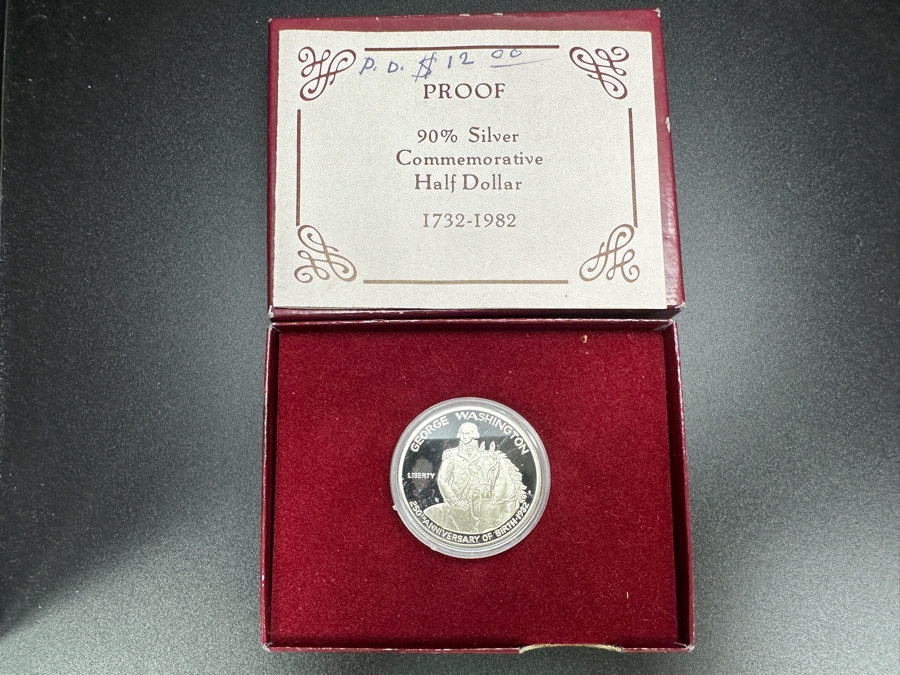 P. D. $12 00
PROOF
90% Silver
Commemorative
Half Dollar
1732-1982
GEORGE WASHINGTON
LIBERTY
250TH ANNIVERSARY OF BIRTH 1982